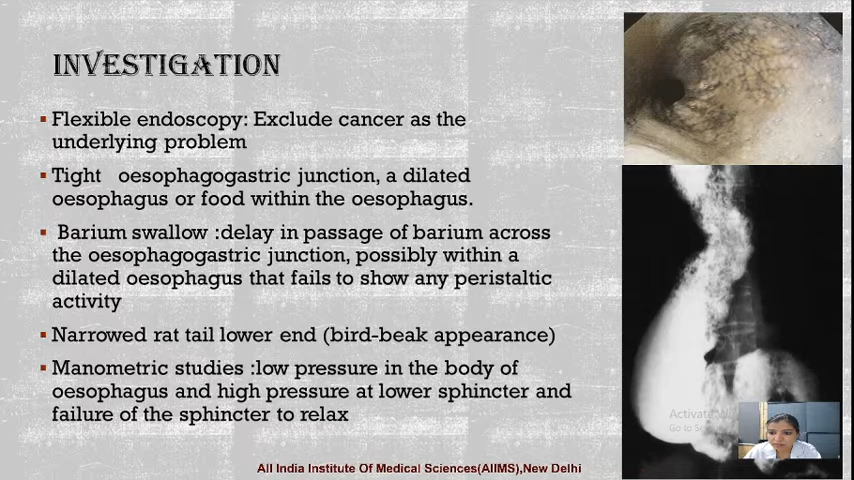 INVESTIGATION
▪ Flexible endoscopy: Exclude cancer as the
underlying problem
▪ Tight oesophagogastric junction, a dilated
oesophagus or food within the oesophagus.
▪ Barium swallow :delay in passage of barium across
the oesophagogastric junction, possibly within a
dilated oesophagus that fails to show any peristaltic
activity
▪ Narrowed rat tail lower end (bird-beak appearance)
▪ Manometric studies :low pressure in the body of
oesophagus and high pressure at lower sphincter and
failure of the sphincter to relax
Activate
Go to
All India Institute Of Medical Sciences(AIIMS),New Delhi